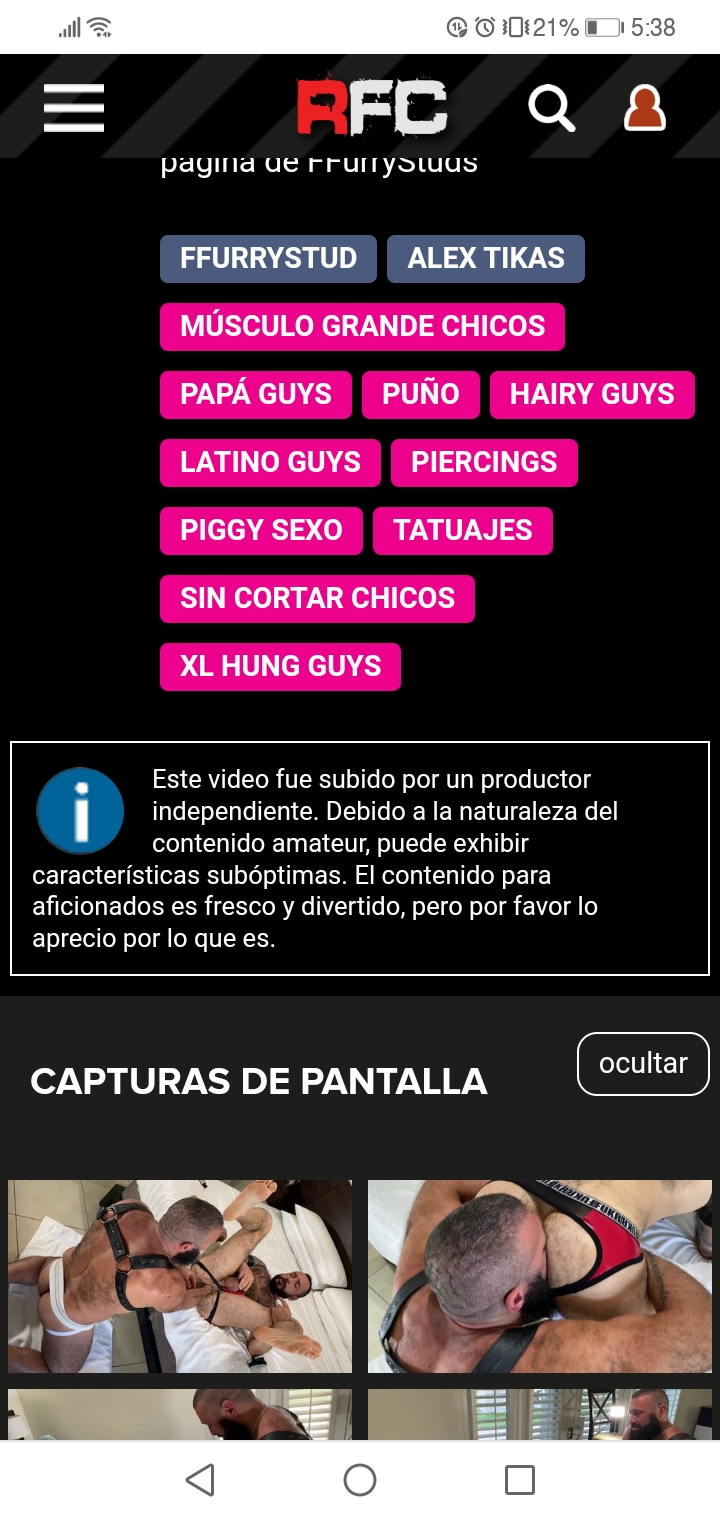 21% 5:38
RFC
página de FFurryStuds
FFURRYSTUD ALEX TIKAS
MÚSCULO GRANDE CHICOS
PAPÁ GUYS PUÑO HAIRY GUYS
LATINO GUYS PIERCINGS
PIGGY SEXO TATUAJES
SIN CORTAR CHICOS
XL HUNG GUYS
Este video fue subido por un productor
independiente. Debido a la naturaleza del
contenido amateur, puede exhibir
características subóptimas. El contenido para
aficionados es fresco y divertido, pero por favor lo
aprecio por lo que es.
CAPTURAS DE PANTALLA
ocultar